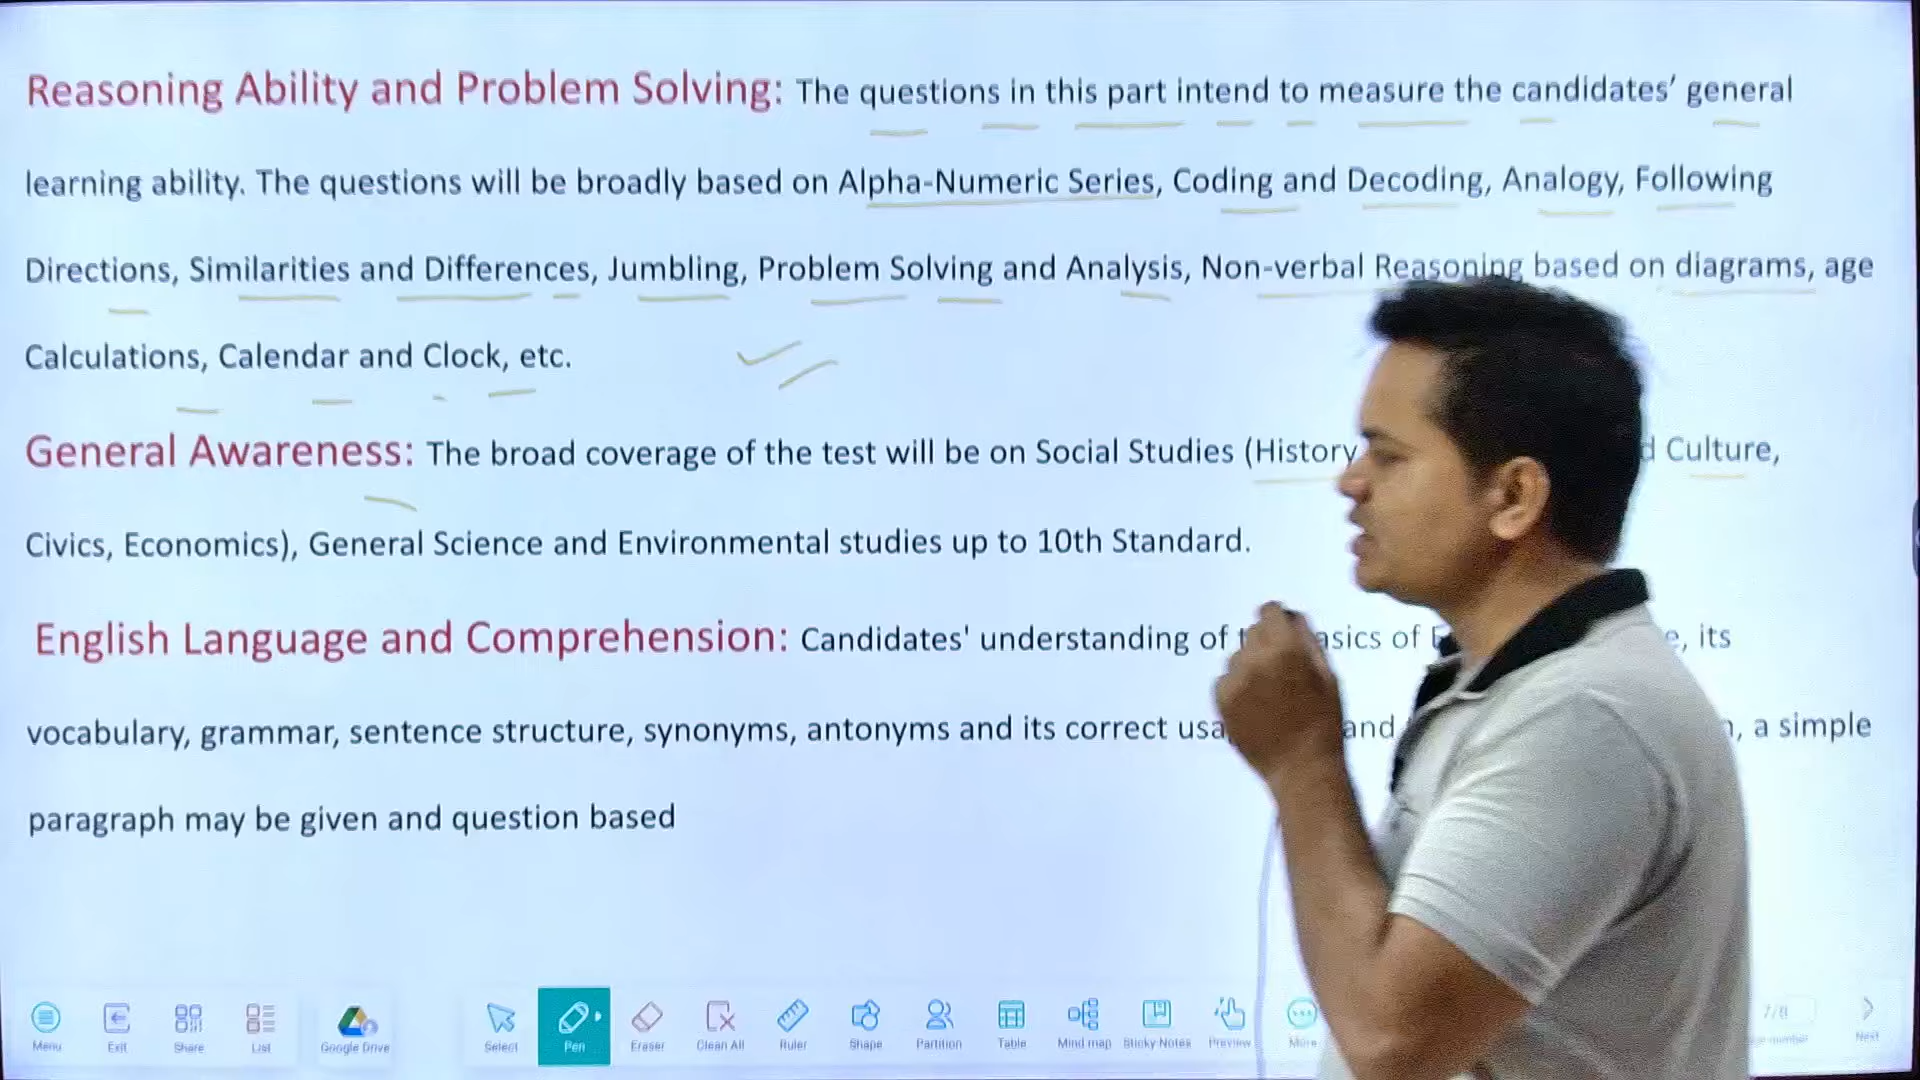 Reasoning Ability and Problem Solving: The questions in this part intend to measure the candidates' general
learning ability. The questions will be broadly based on Alpha-Numeric Series, Coding and Decoding, Analogy, Following
Directions, Similarities and Differences, Jumbling, Problem Solving and Analysis, Non-verbal Reasoning based on diagrams, age
Calculations, Calendar and Clock, etc.
General Awareness: The broad coverage of the test will be on Social Studies (History Culture,
Civics, Economics), General Science and Environmental studies up to 10th Standard.
English Language and Comprehension: Candidates' understanding of of its
vocabulary, grammar, sentence structure, synonyms, antonyms and its correct and a simple
paragraph may be given and question based
Menu Exit Share List Google Drive Select Pen Eraser Clean All Ruler Shape Partition Table Mind map Sticky Notes Preview More 7/8 Next